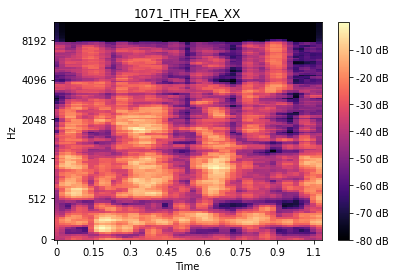 1071_ITH_FEA_XX
8192
4096
2048
1024
512
0
Hz
0 0.15 0.3 0.45 0.6 0.75 0.9 1.1
Time
-10 dB
-20 dB
-30 dB
-40 dB
-50 dB
-60 dB
-70 dB
-80 dB